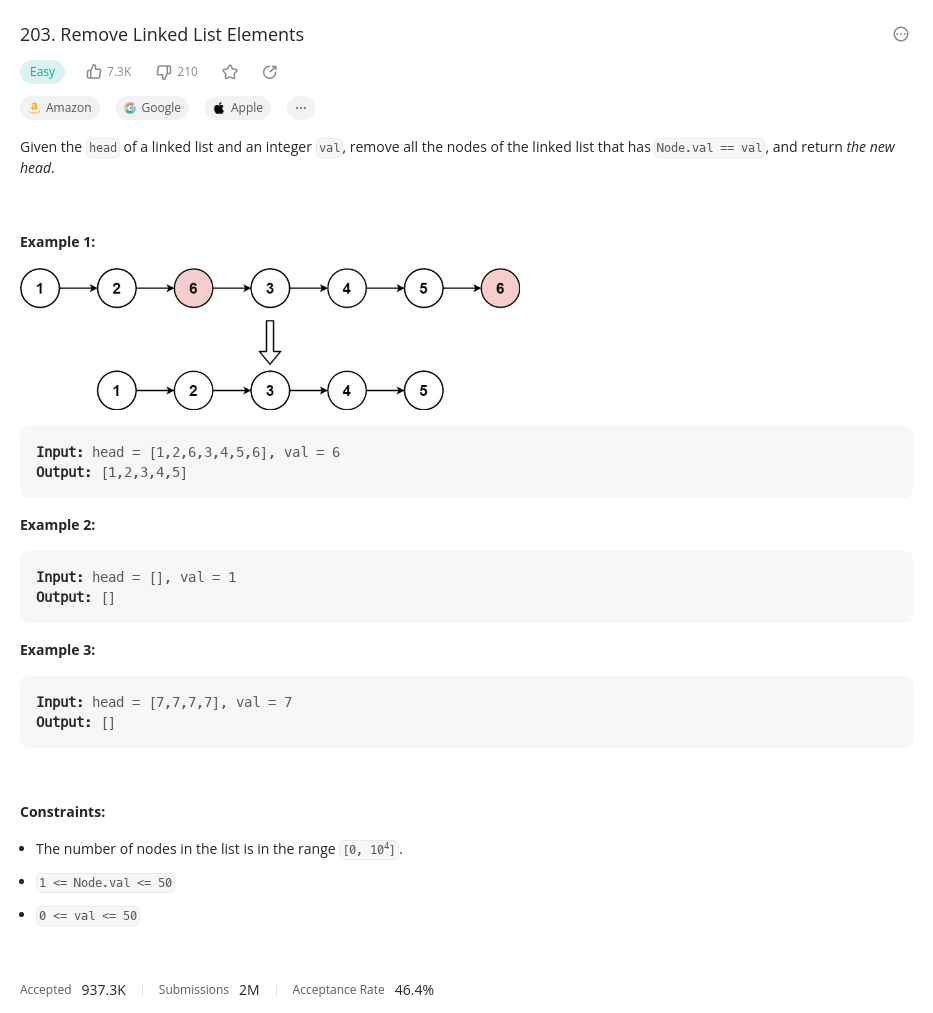 203. Remove Linked List Elements
Easy 7.3K 210
Amazon Google Apple ...
Given the head of a linked list and an integer val, remove all the nodes of the linked list that has Node.val == val, and return the new
head.
Example 1:
1 2 6 3 4 5 6
1 2 3 4 5
Input: head = [1,2,6,3,4,5,6], val = 6
Output: [1,2,3,4,5]
Example 2:
Input: head = [], val = 1
Output: []
Example 3:
Input: head = [7,7,7,7], val = 7
Output: []
Constraints:
• The number of nodes in the list is in the range [0, 10⁴].
• 1 <= Node.val <= 50
• 0 <= val <= 50
Accepted 937.3K Submissions 2M Acceptance Rate 46.4%